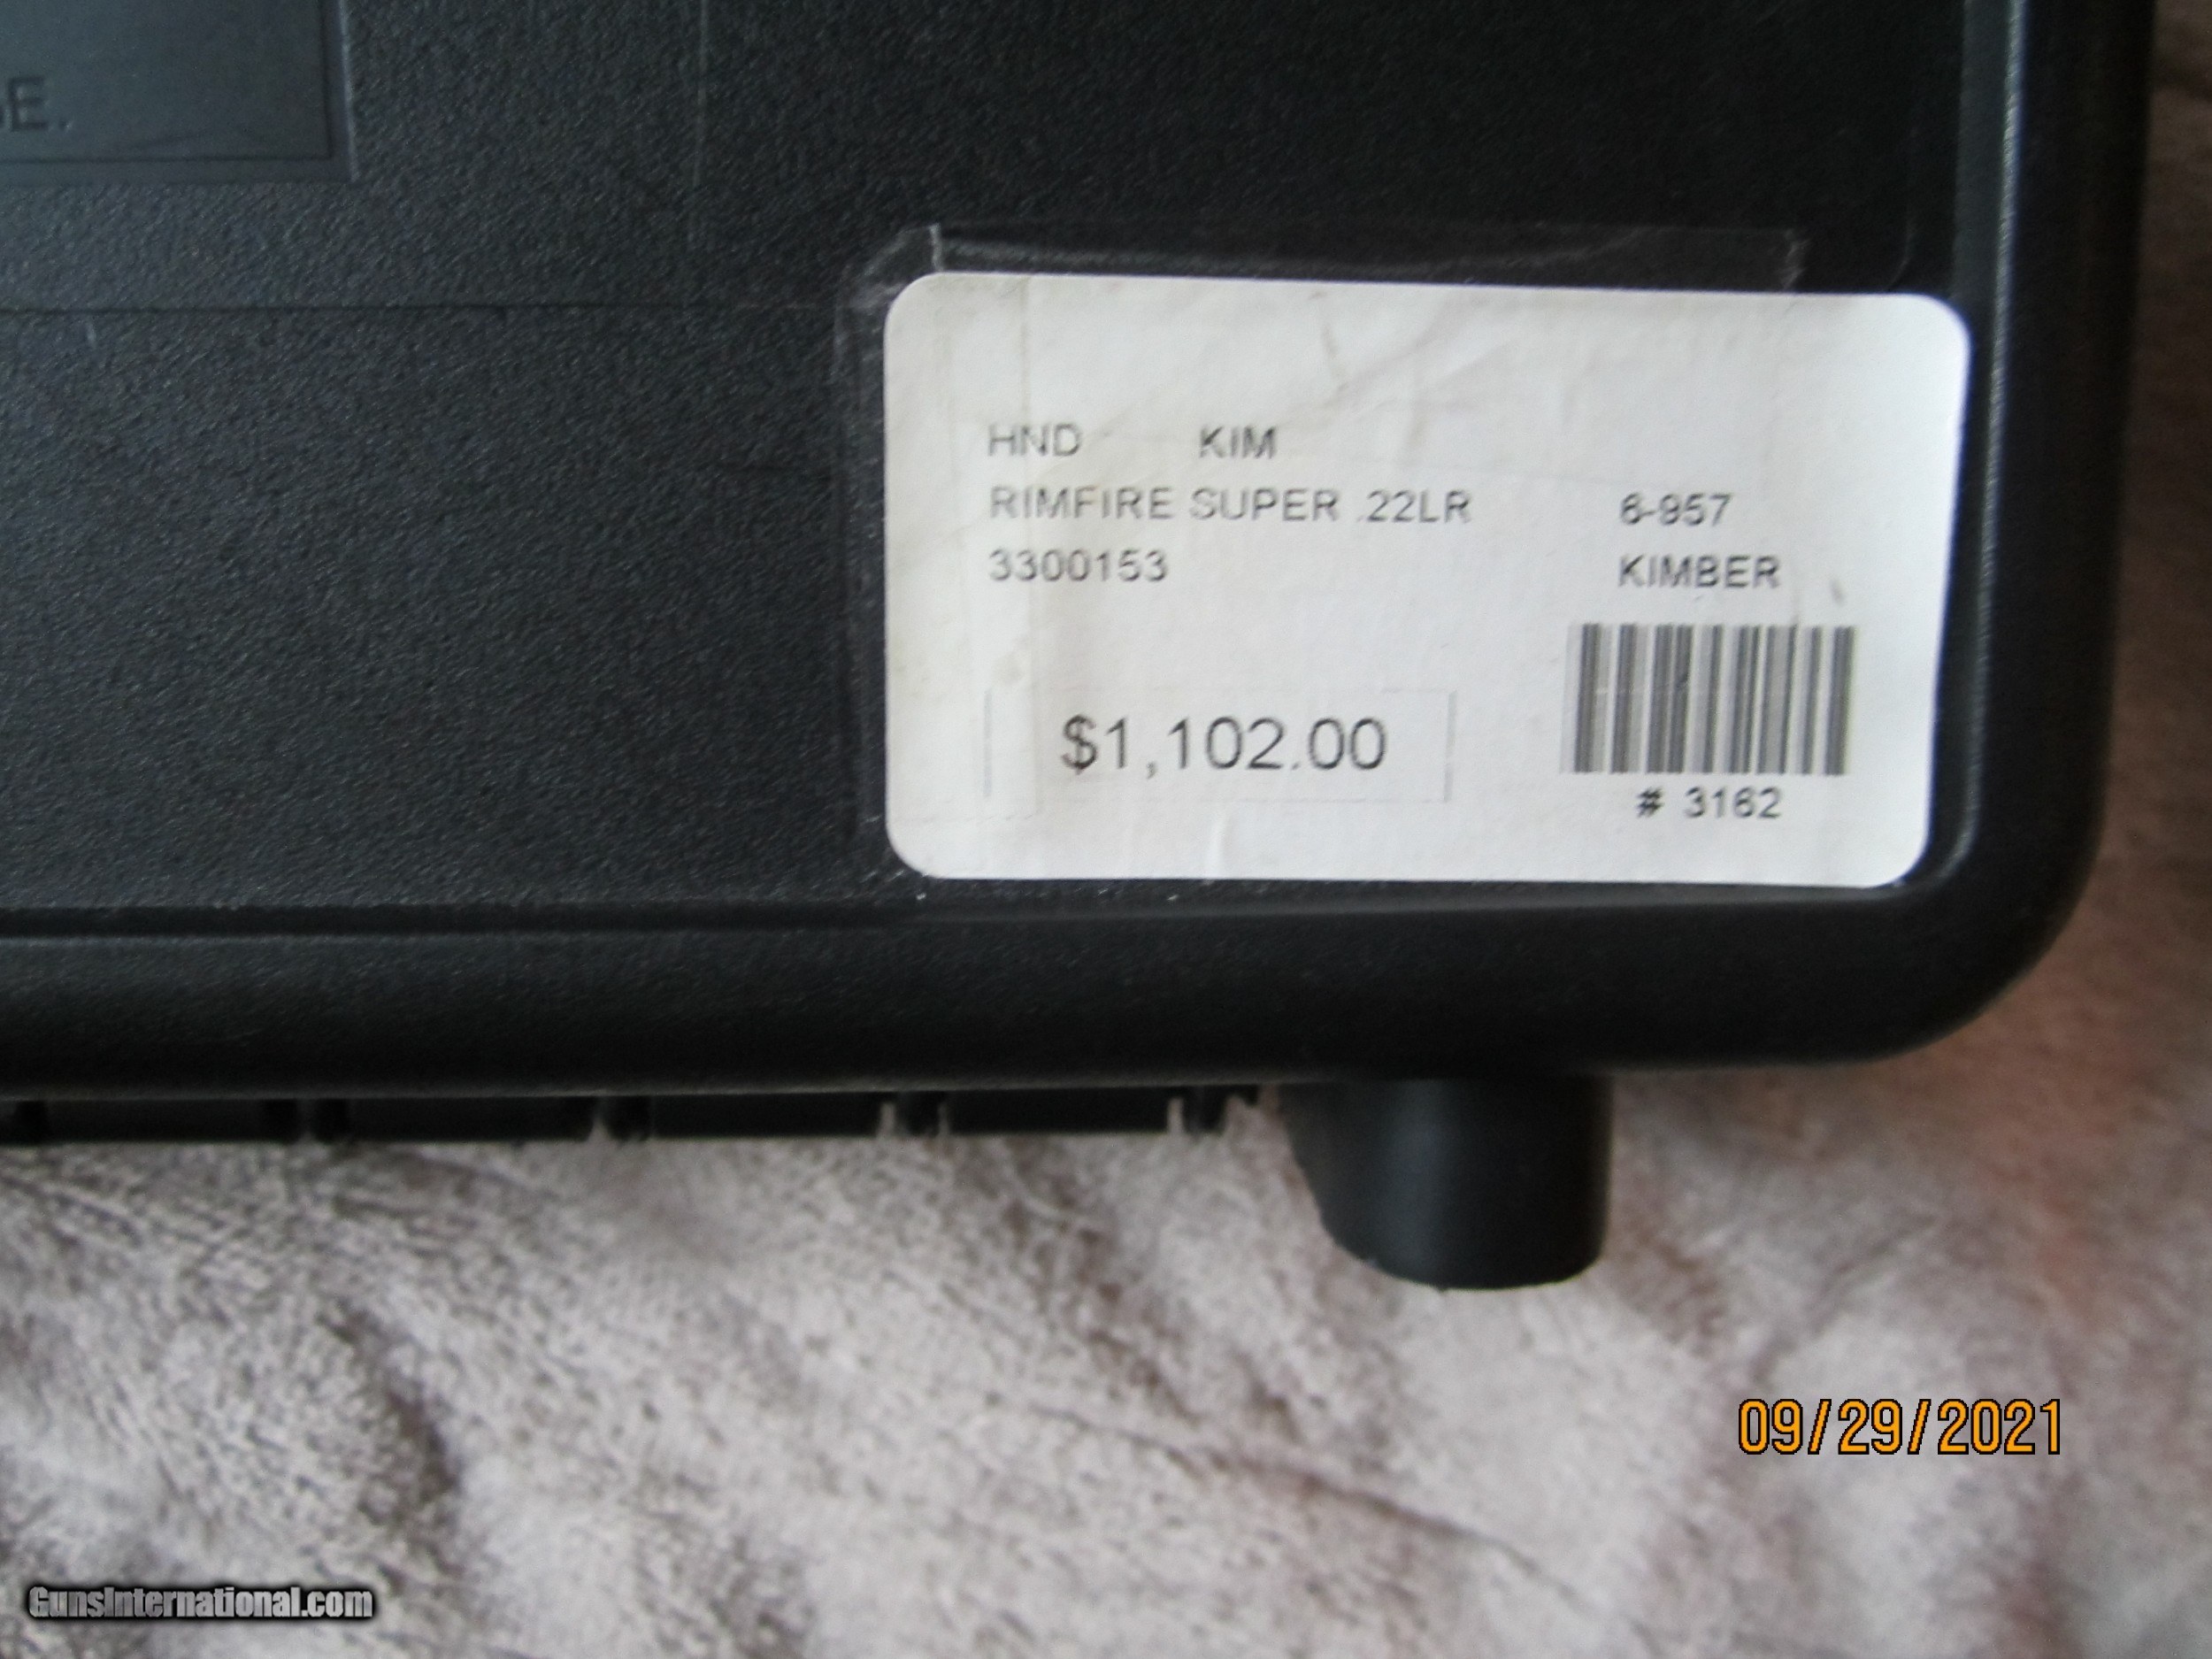 HND KIM
RIMFIRE SUPER .22LR 6-957
3300153 KIMBER
$1,102.00
# 3162
09/29/2021
GunsInternational.com